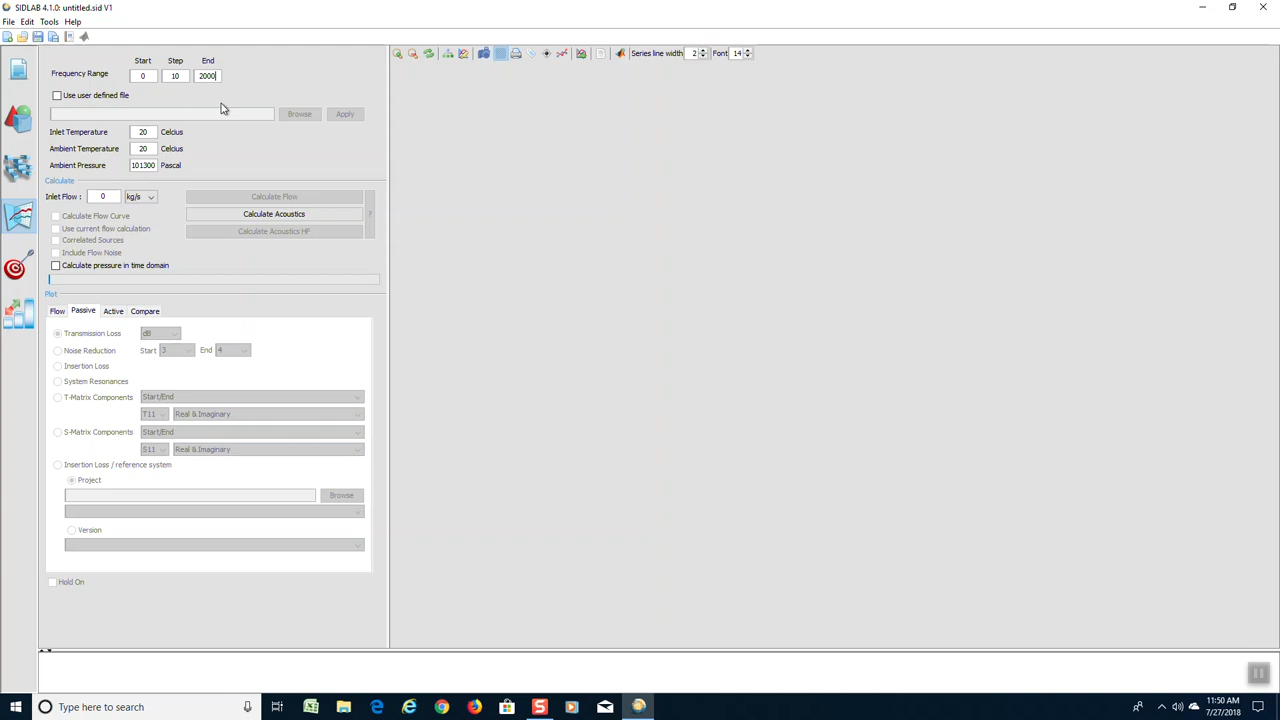 SIDLAB 4.1.0: untitled.sid V1
File Edit Tools Help
Series line width 2 Font 14
Start Step End
Frequency Range 0 10 2000
Use user defined file
Browse Apply
Inlet Temperature 20 Celcius
Ambient Temperature 20 Celcius
Ambient Pressure 101300 Pascal
Calculate
Inlet Flow : 0 kg/s Calculate Flow
Calculate Acoustics ?
Calculate Flow Curve
Use current flow calculation Calculate Acoustics HF
Correlated Sources
Include Flow Noise
Calculate pressure in time domain
Plot
Flow Passive Active Compare
Transmission Loss dB
Noise Reduction Start 3 End 4
Insertion Loss
System Resonances
T-Matrix Components Start/End
T11 Real & Imaginary
S-Matrix Components Start/End
S11 Real & Imaginary
Insertion Loss / reference system
Project
Browse
Version
Hold On
Type here to search
11:50 AM
7/27/2018